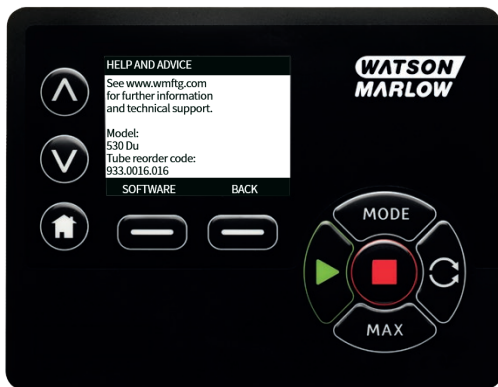 HELP AND ADVICE
See www.wmftg.com
for further information
and technical support.
Model:
530 Du
Tube reorder code:
933.0016.016
SOFTWARE BACK
WATSON
MARLOW
MODE
MAX